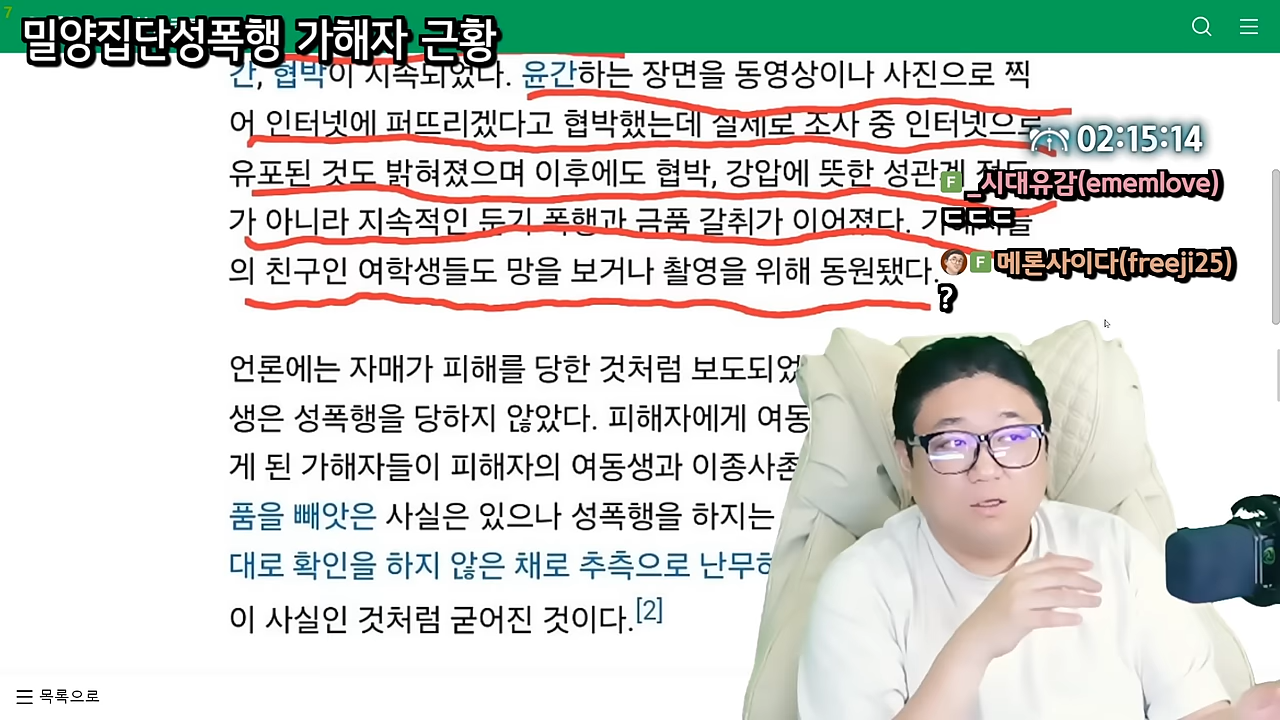 7
밀양집단성폭행 가해자 근황
간, 협박이 지속되었다. 윤간하는 장면을 동영상이나 사진으로 찍
어 인터넷에 퍼뜨리겠다고 협박했는데 실제로 조사 중 인터넷으로
02:15:14
유포된 것도 밝혀졌으며 이후에도 협박, 강압에 뜻한 성관계 정도
F _시대유감(ememlove)
가 아니라 지속적인 둔기 폭행과 금품 갈취가 이어졌다. 가해자들
ㄷㄷㄷ
의 친구인 여학생들도 망을 보거나 촬영을 위해 동원됐다.
F 메론사이다(freeji25)
?
언론에는 자매가 피해를 당한 것처럼 보도되었
생은 성폭행을 당하지 않았다. 피해자에게 여동
게 된 가해자들이 피해자의 여동생과 이종사촌
품을 빼앗은 사실은 있으나 성폭행을 하지는
대로 확인을 하지 않은 채로 추측으로 난무하
이 사실인 것처럼 굳어진 것이다.[2]
목록으로